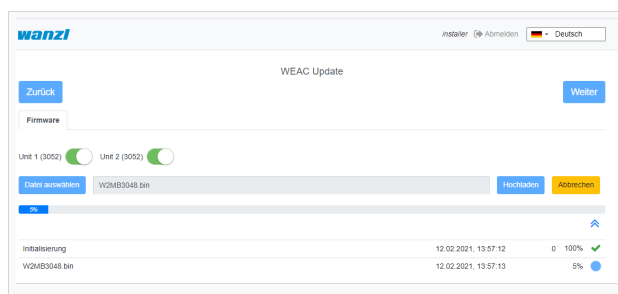 wanzl
installer Abmelden Deutsch
WEAC Update
Zurück Weiter
Firmware
Unit 1 (3052) Unit 2 (3052)
Datei auswählen W2MB3048.bin Hochladen Abbrechen
5%
Initialisierung 12.02.2021, 13:57:12 0 100%
W2MB3048.bin 12.02.2021, 13:57:13 5%